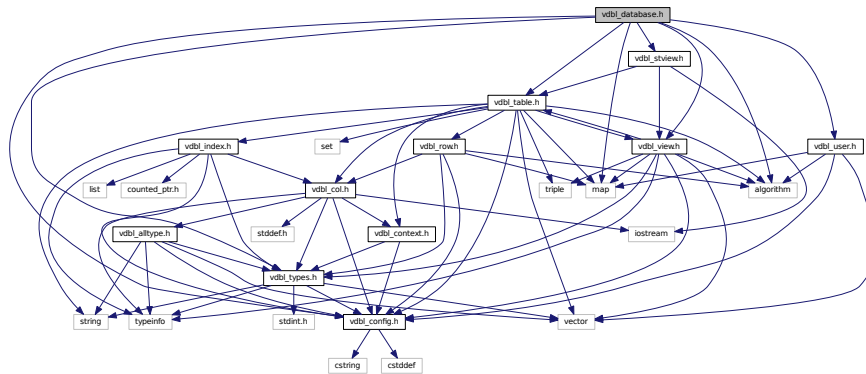 vdbl_database.h
vdbl_stview.h
vdbl_table.h
vdbl_index.h
set
vdbl_row.h
vdbl_view.h
vdbl_user.h
list
counted_ptr.h
vdbl_col.h
triple
map
algorithm
vdbl_alltype.h
stddef.h
vdbl_context.h
iostream
vdbl_types.h
string
typeinfo
stdint.h
vdbl_config.h
vector
cstring
cstddef